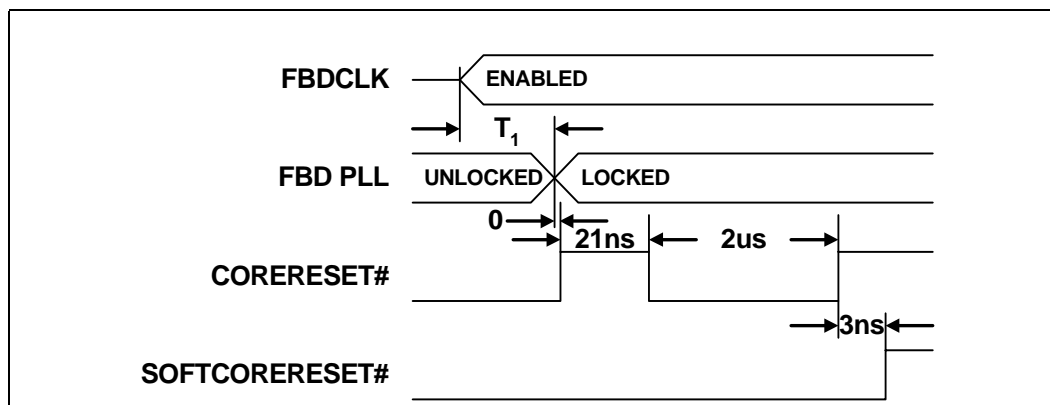 FBDCLK
ENABLED
T1
FBD PLL
UNLOCKED
LOCKED
0
21ns
2us
CORERESET#
3ns
SOFTCORERESET#